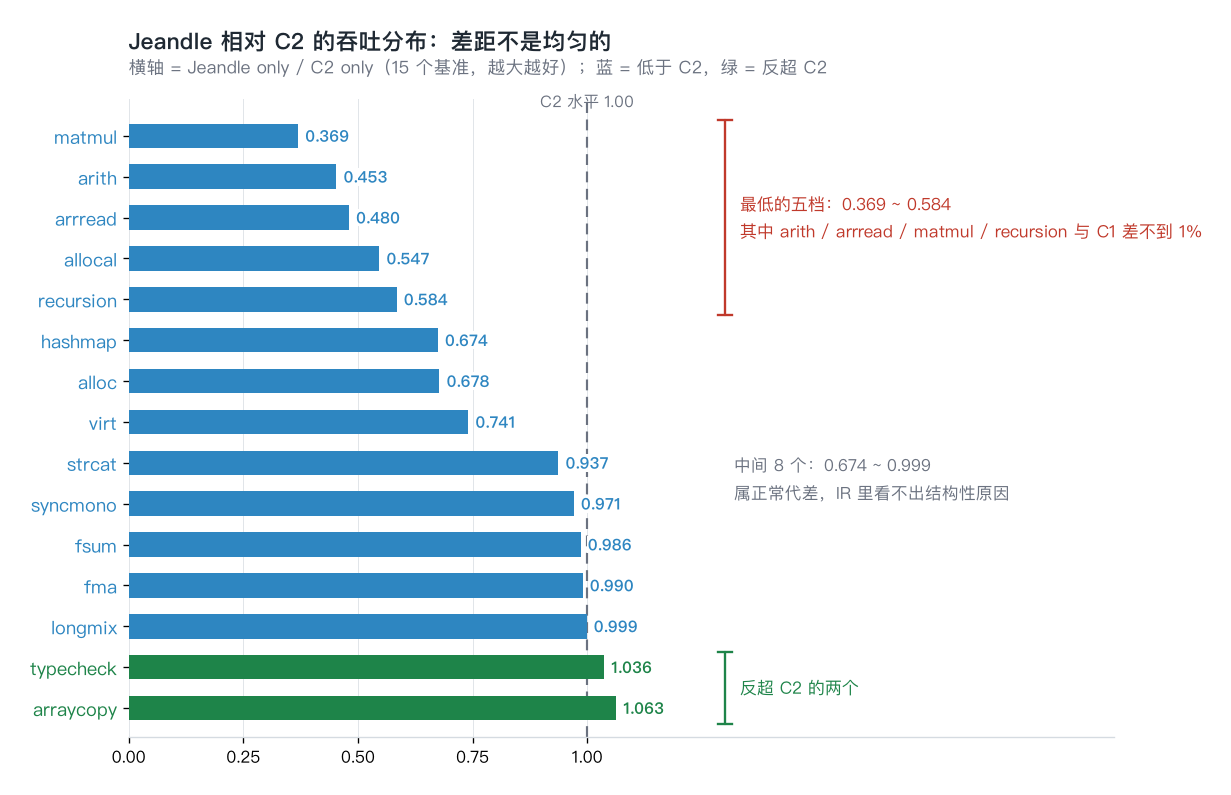 Jeandle 相对 C2 的吞吐分布：差距不是均匀的
横轴 = Jeandle only / C2 only（15 个基准，越大越好）；蓝 = 低于 C2，绿 = 反超 C2
C2 水平 1.00
matmul 0.369
arith 0.453
arrread 0.480
allocal 0.547
recursion 0.584
hashmap 0.674
alloc 0.678
virt 0.741
strcat 0.937
syncmono 0.971
fsum 0.986
fma 0.990
longmix 0.999
typecheck 1.036
arraycopy 1.063
最低的五档：0.369 ~ 0.584
其中 arith / arrread / matmul / recursion 与 C1 差不到 1%
中间 8 个：0.674 ~ 0.999
属正常代差，IR 里看不出结构性原因
反超 C2 的两个
0.00 0.25 0.50 0.75 1.00